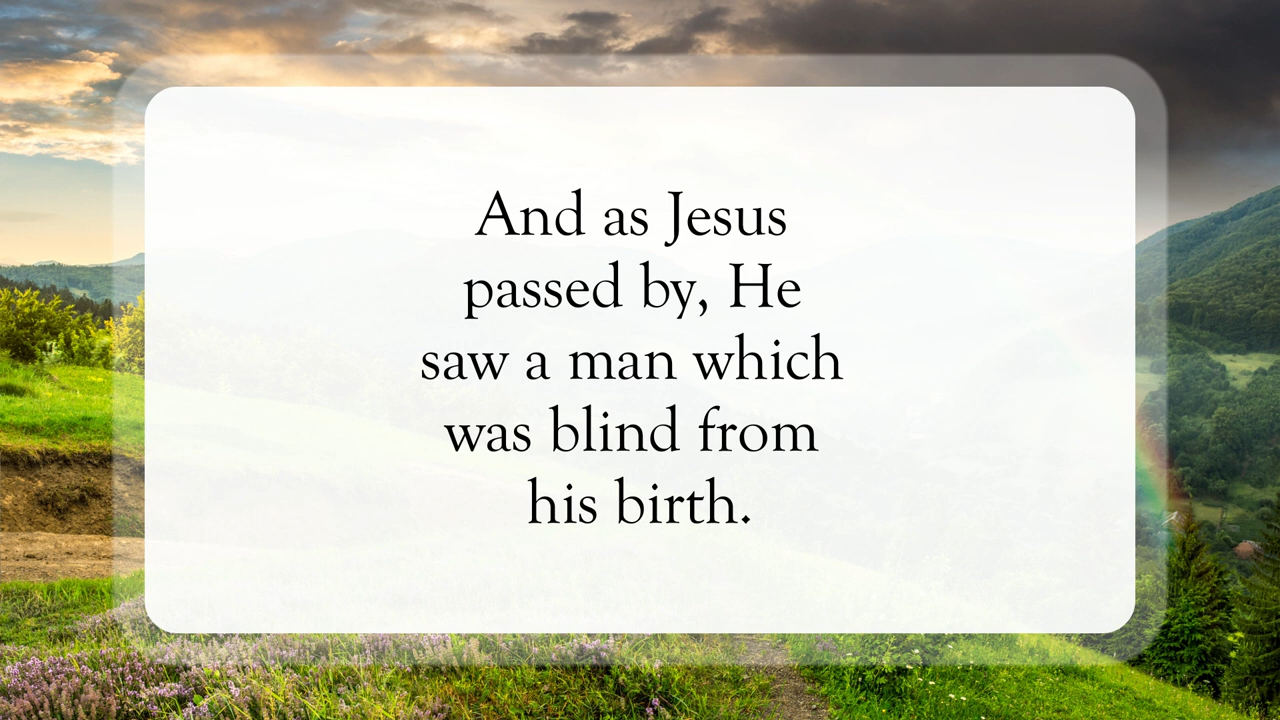 And as Jesus
passed by, He
saw a man which
was blind from
his birth.